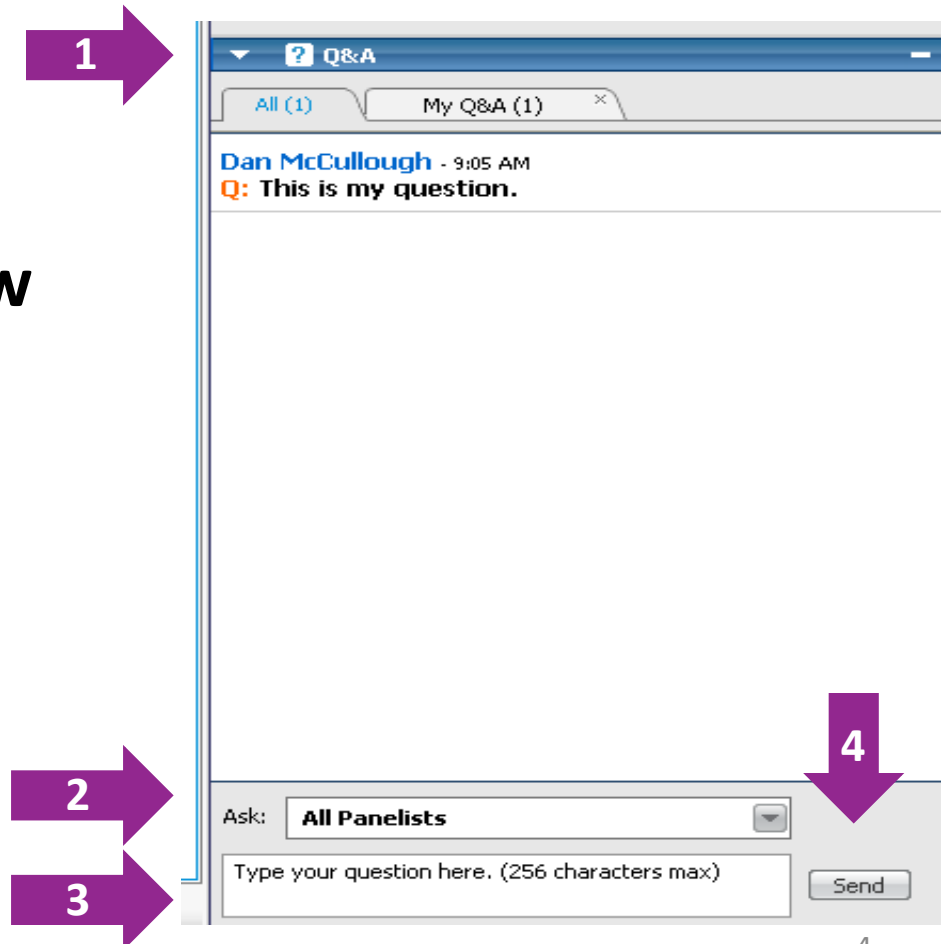 1
? Q&A
All (1) My Q&A (1)
Dan McCullough - 9:05 AM
Q: This is my question.
w
4
2
Ask: All Panelists
Type your question here. (256 characters max)
Send
3
4